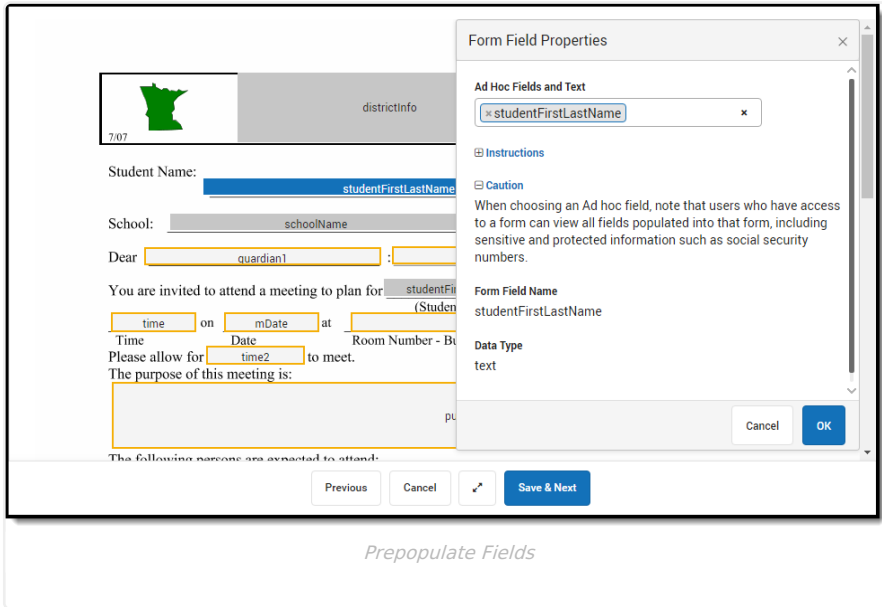 Form Field Properties
Ad Hoc Fields and Text
× studentFirstLastName ×
Instructions
Caution
When choosing an Ad hoc field, note that users who have access
to a form can view all fields populated into that form, including
sensitive and protected information such as social security
numbers.
Form Field Name
studentFirstLastName
Data Type
text
Cancel OK
districtInfo
7/07
Student Name:
studentFirstLastName
School: schoolName
Dear guardian1 :
You are invited to attend a meeting to plan for studentFir
(Studen
time on mDate at
Time Date Room Number - Bu
Please allow for time2 to meet.
The purpose of this meeting is:
pu
The following persons are expected to attend:
Previous Cancel Save & Next
Prepopulate Fields